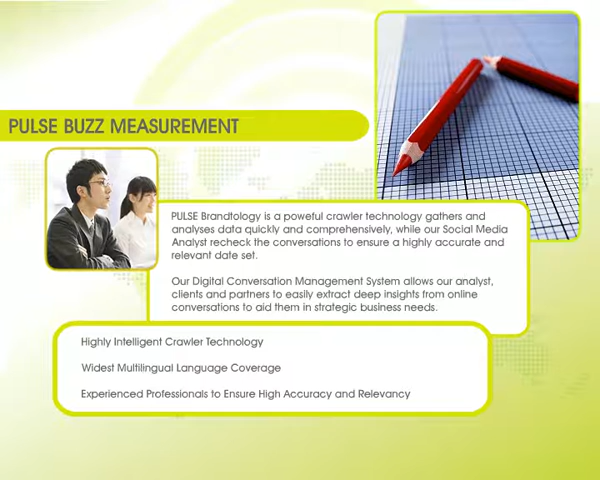 PULSE BUZZ MEASUREMENT
PULSE Brandtology is a poweful crawler technology gathers and
analyses data quickly and comprehensively, while our Social Media
Analyst recheck the conversations to ensure a highly accurate and
relevant date set.
Our Digital Conversation Management System allows our analyst,
clients and partners to easily extract deep insights from online
conversations to aid them in strategic business needs.
Highly Intelligent Crawler Technology
Widest Multilingual Language Coverage
Experienced Professionals to Ensure High Accuracy and Relevancy